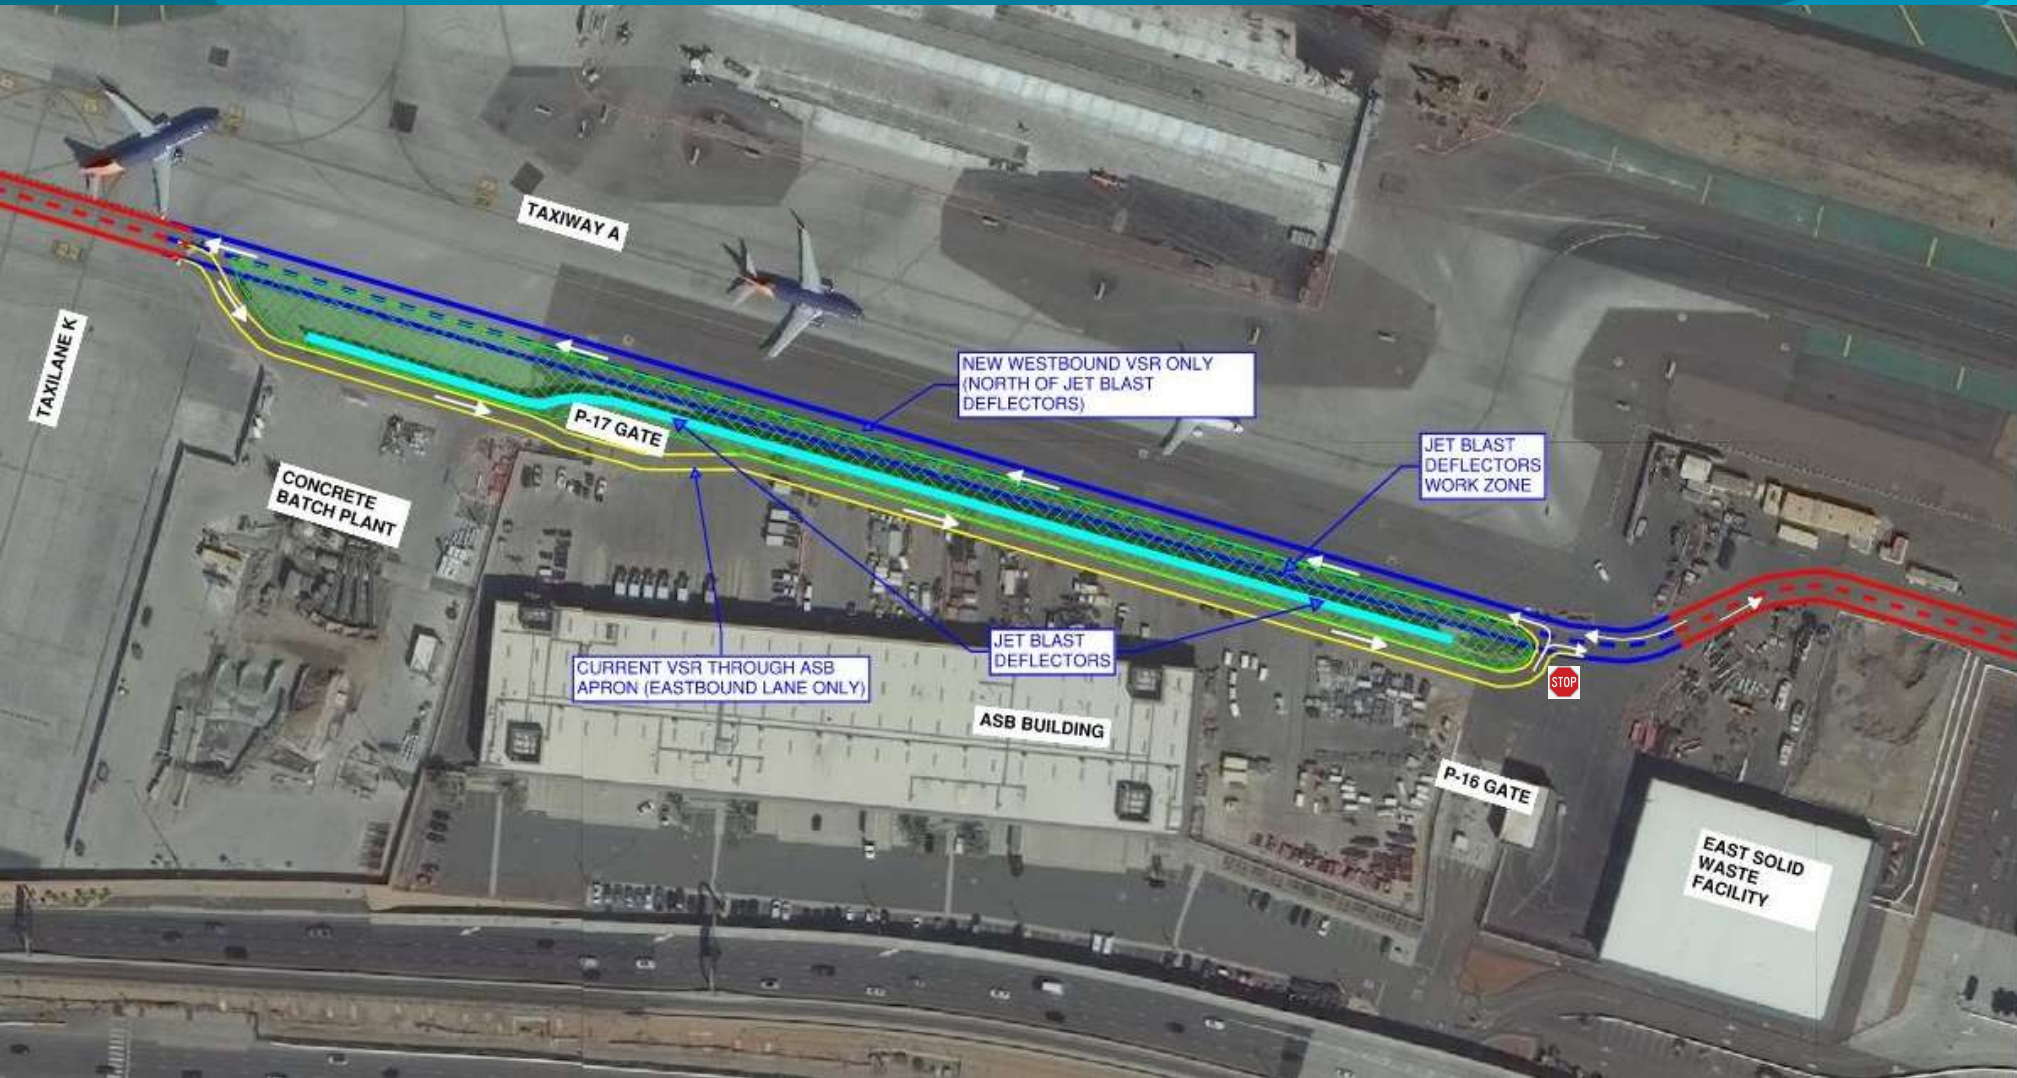 TAXIWAY A
NEW WESTBOUND VSR ONLY
(NORTH OF JET BLAST
DEFLECTORS)
TAXILANE K
P-17 GATE
JET BLAST
DEFLECTORS
WORK ZONE
CONCRETE
BATCH PLANT
JET BLAST
DEFLECTORS
CURRENT VSR THROUGH ASB
APRON (EASTBOUND LANE ONLY)
STOP
ASB BUILDING
P-16 GATE
EAST SOLID
WASTE
FACILITY